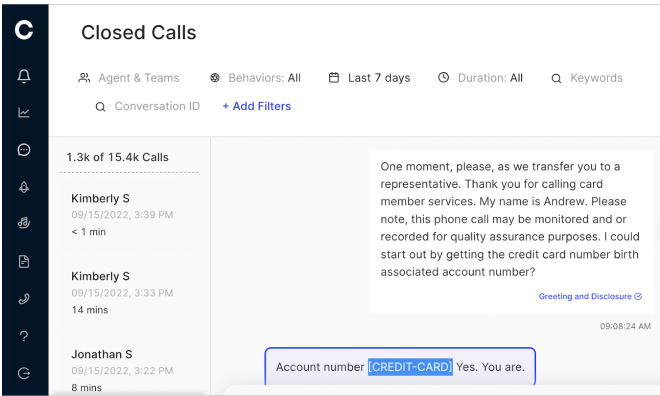 Closed Calls
Agent & Teams Behaviors: All Last 7 days Duration: All Keywords
Conversation ID + Add Filters
1.3k of 15.4k Calls
Kimberly S
09/15/2022, 3:39 PM
< 1 min
Kimberly S
09/15/2022, 3:33 PM
14 mins
Jonathan S
09/15/2022, 3:22 PM
8 mins
One moment, please, as we transfer you to a
representative. Thank you for calling card
member services. My name is Andrew. Please
note, this phone call may be monitored and or
recorded for quality assurance purposes. I could
start out by getting the credit card number birth
associated account number?
Greeting and Disclosure
09:08:24 AM
Account number [CREDIT-CARD] Yes. You are.